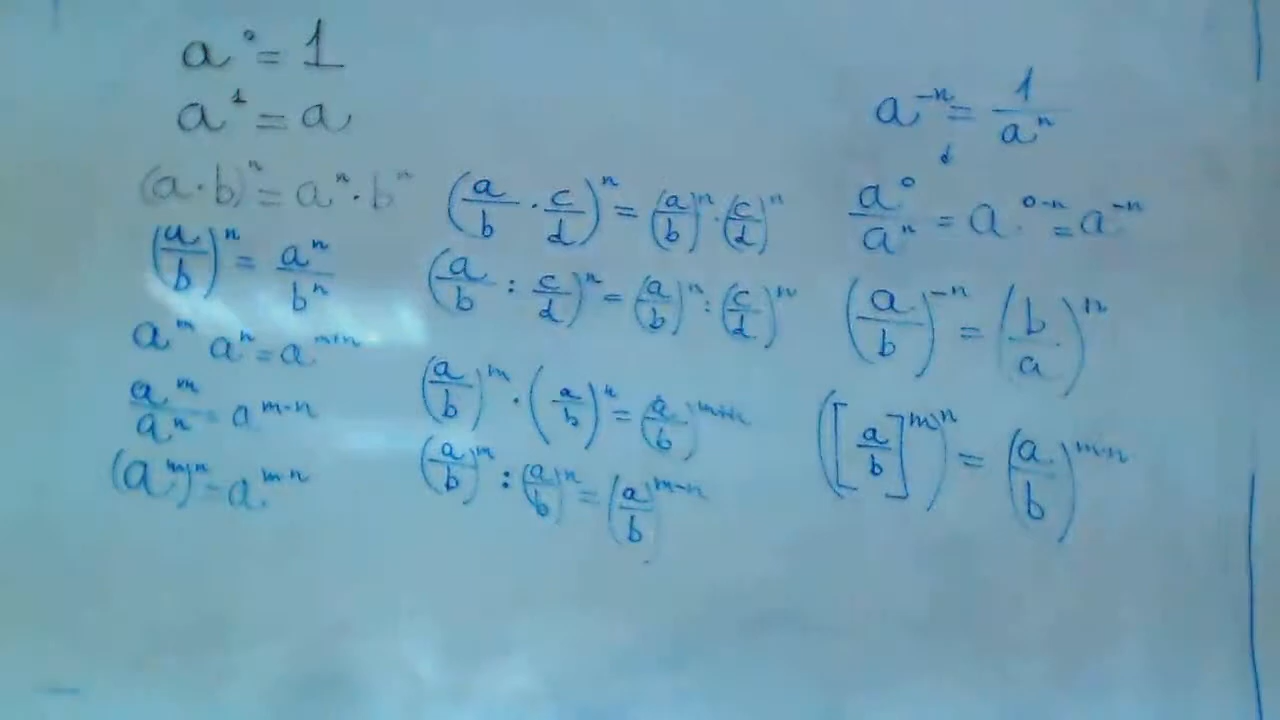 a⁰ = 1
a¹ = a
(a · b)ⁿ = aⁿ · bⁿ
(a/b)ⁿ = aⁿ/bⁿ
aᵐ aⁿ = aᵐ⁺ⁿ
aᵐ/aⁿ = aᵐ⁻ⁿ
(aᵐ)ⁿ = aᵐ·ⁿ
(a/b · c/d)ⁿ = (a/b)ⁿ · (c/d)ⁿ
(a/b : c/d)ⁿ = (a/b)ⁿ : (c/d)ⁿ
(a/b)ᵐ · (a/b)ⁿ = (a/b)ᵐ⁺ⁿ
(a/b)ᵐ : (a/b)ⁿ = (a/b)ᵐ⁻ⁿ
a⁻ⁿ = 1/aⁿ
a⁰/aⁿ = a⁰⁻ⁿ = a⁻ⁿ
(a/b)⁻ⁿ = (b/a)ⁿ
([a/b]ᵐ)ⁿ = (a/b)ᵐ·ⁿ